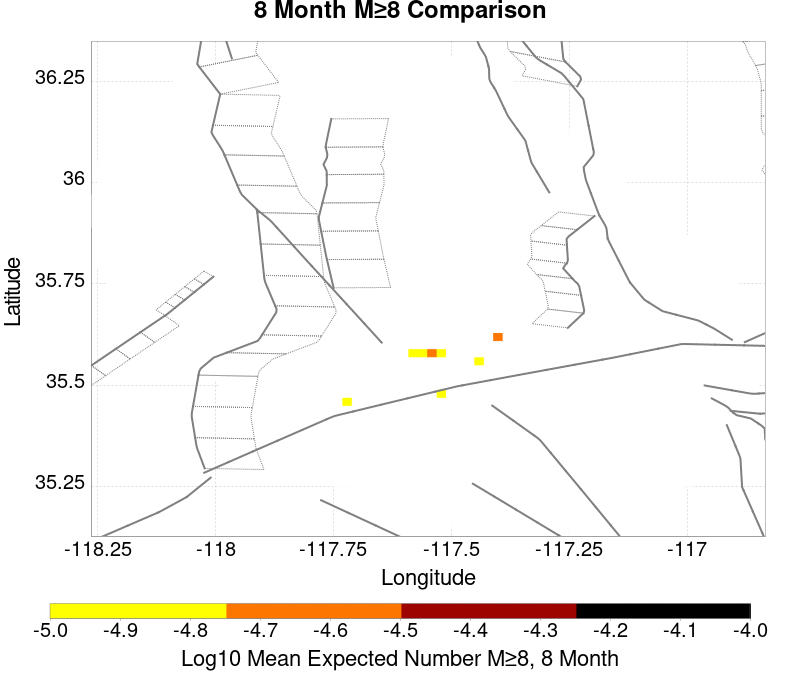 8 Month M≥8 Comparison
36.25
36
35.75
35.5
35.25
Latitude
-118.25 -118 -117.75 -117.5 -117.25 -117
Longitude
-5.0 -4.9 -4.8 -4.7 -4.6 -4.5 -4.4 -4.3 -4.2 -4.1 -4.0
Log10 Mean Expected Number M≥8, 8 Month